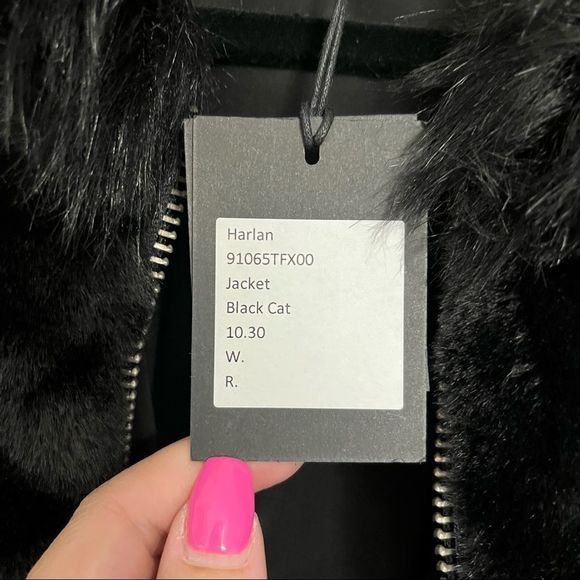 Harlan
91065TFX00
Jacket
Black Cat
10.30
W.
R.